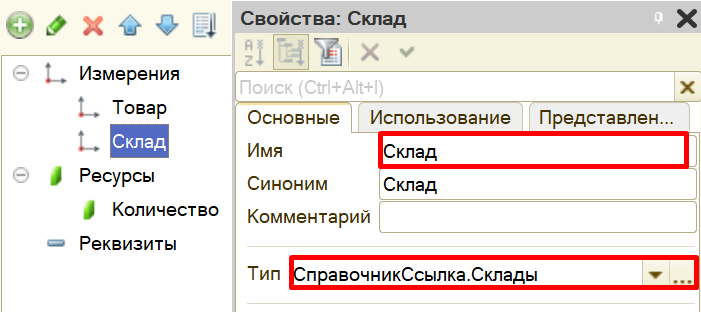 Измерения
Товар
Склад
Ресурсы
Количество
Реквизиты
Свойства: Склад
А
Z
Поиск (Ctrl+Alt+I)
Основные Использование Представлен...
Имя Склад
Синоним Склад
Комментарий
Тип СправочникСсылка.Склады ...